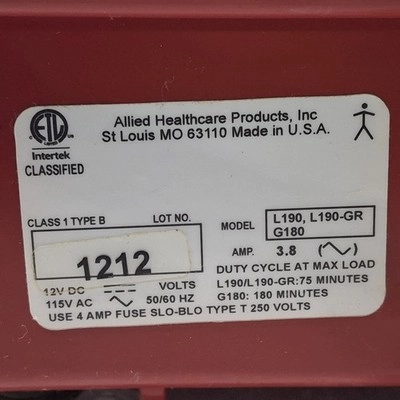 ETL
LISTED
C
US
Intertek
CLASSIFIED
Allied Healthcare Products, Inc
St Louis MO 63110 Made in U.S.A.
CLASS 1 TYPE B
LOT NO.
1212
12V DC VOLTS
115V AC 50/60 HZ
USE 4 AMP FUSE SLO-BLO TYPE T 250 VOLTS
MODEL L190, L190-GR
G180
AMP. 3.8 (∿)
DUTY CYCLE AT MAX LOAD
L190/L190-GR:75 MINUTES
G180: 180 MINUTES